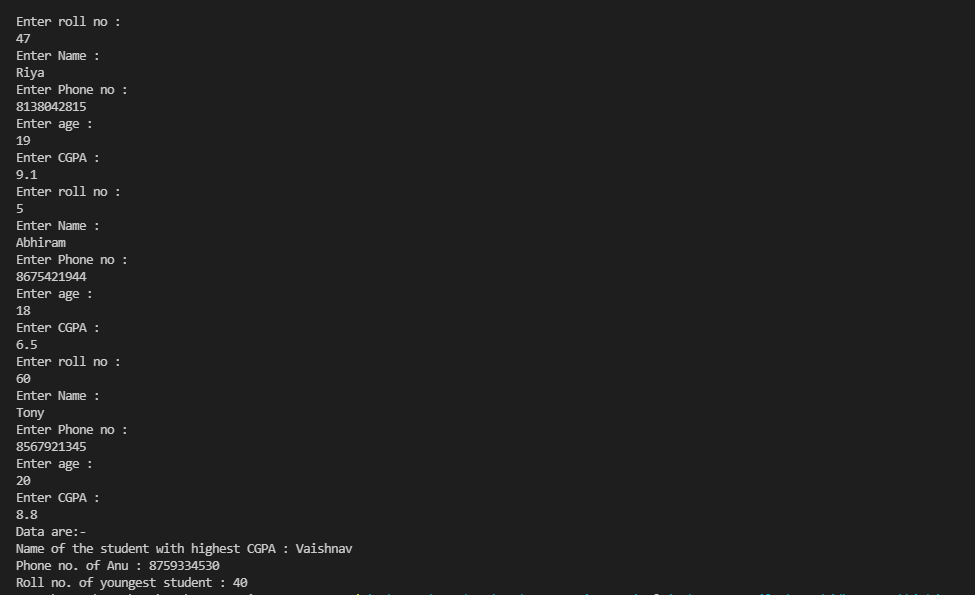 Enter roll no :
47
Enter Name :
Riya
Enter Phone no :
8138042815
Enter age :
19
Enter CGPA :
9.1
Enter roll no :
5
Enter Name :
Abhiram
Enter Phone no :
8675421944
Enter age :
18
Enter CGPA :
6.5
Enter roll no :
60
Enter Name :
Tony
Enter Phone no :
8567921345
Enter age :
20
Enter CGPA :
8.8
Data are:-
Name of the student with highest CGPA : Vaishnav
Phone no. of Anu : 8759334530
Roll no. of youngest student : 40